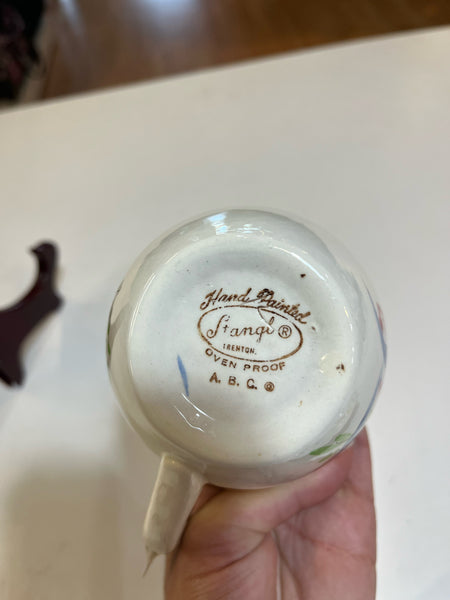 Hand Painted
Stangl ®
TRENTON.
OVEN PROOF
A. B. C. ©